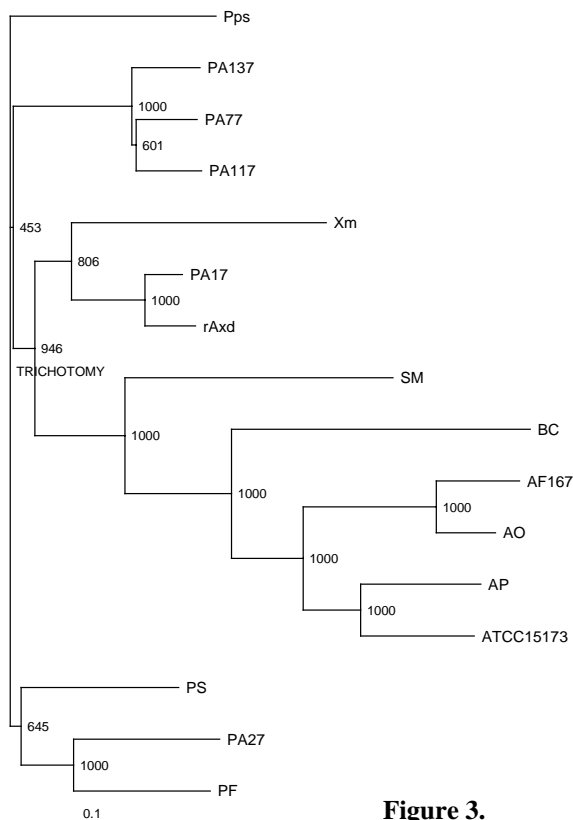 Pps
PA137
1000
PA77
601
PA117
453
Xm
806
PA17
1000
rAxd
946
TRICHOTOMY
SM
1000
BC
1000
AF167
1000
AO
1000
AP
1000
ATCC15173
PS
645
PA27
1000
PF
0.1
Figure 3.